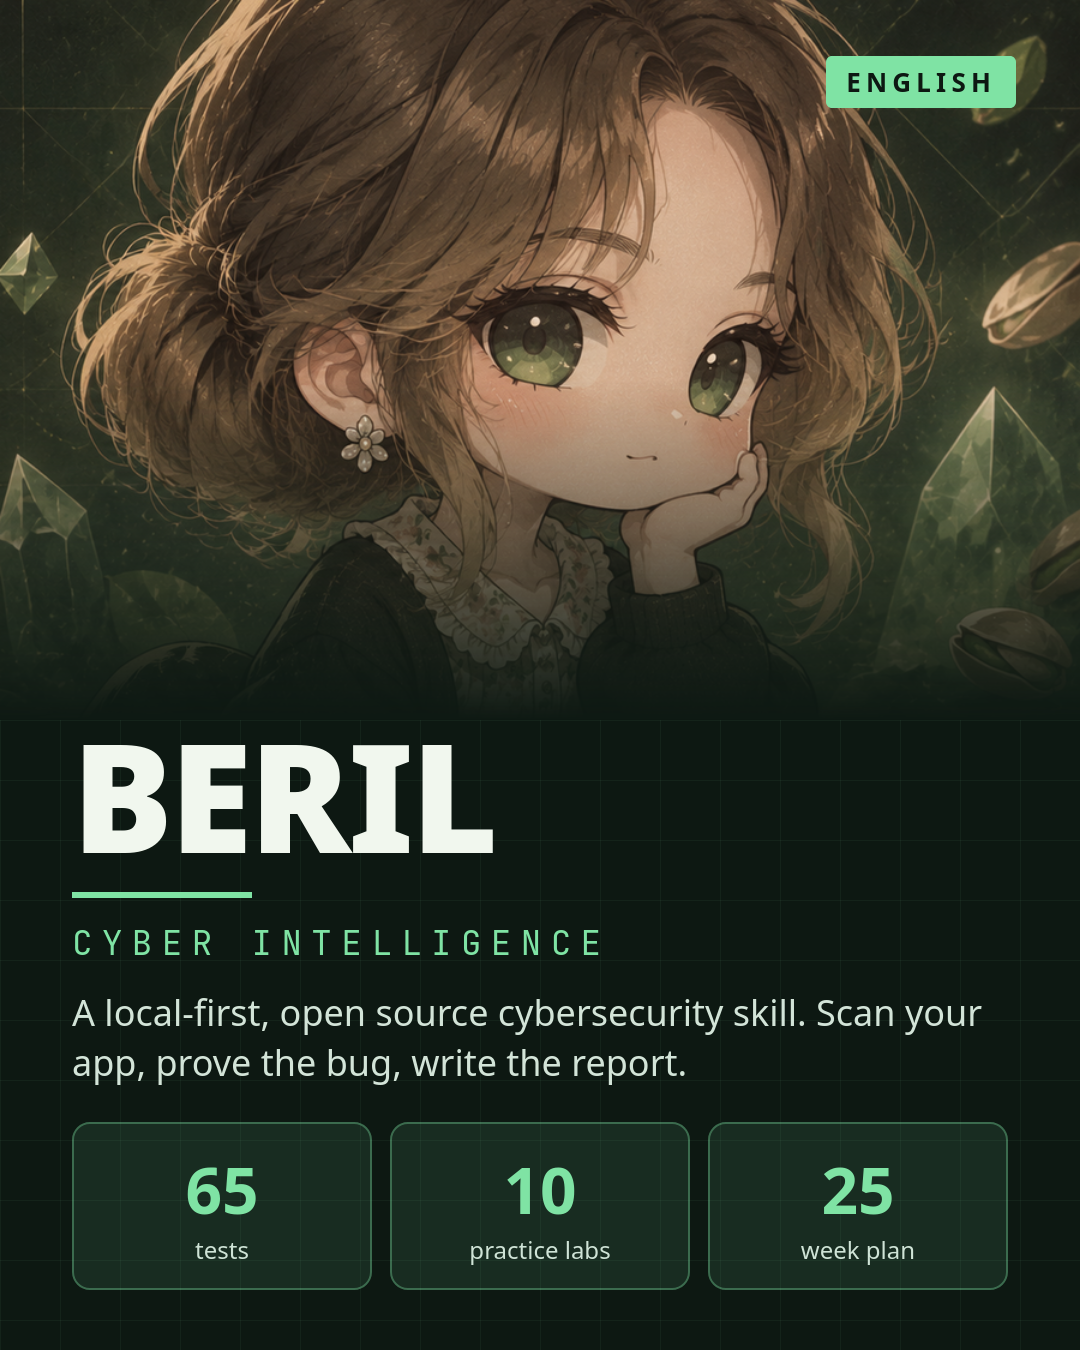 ENGLISH
BERIL
CYBER INTELLIGENCE
A local-first, open source cybersecurity skill. Scan your
app, prove the bug, write the report.
65
tests
10
practice labs
25
week plan